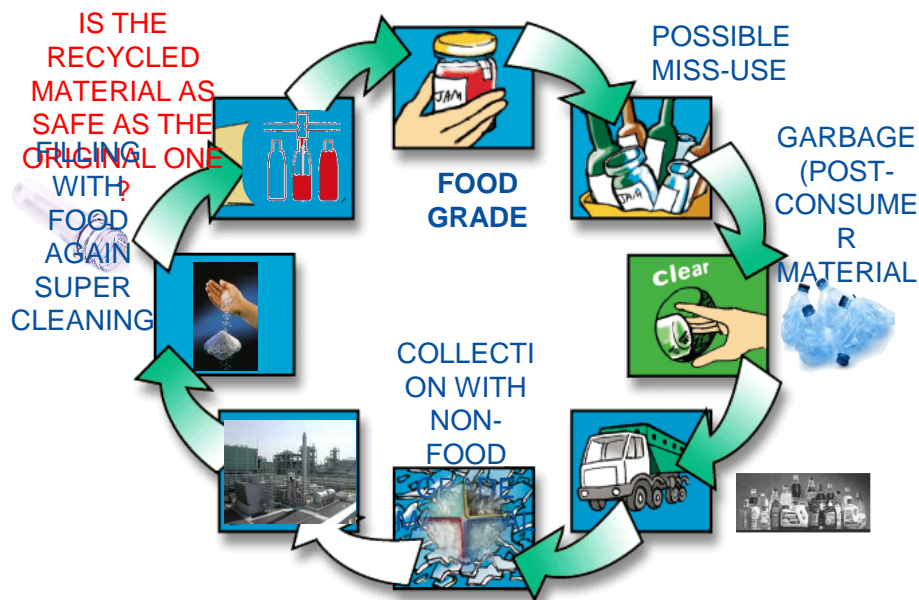 IS THE
RECYCLED
MATERIAL AS
SAFE AS THE
ORIGINAL ONE
?
FILLING
WITH
FOOD
AGAIN
SUPER
CLEANING
JAM
FOOD
GRADE
POSSIBLE
MISS-USE
JAM
GARBAGE
(POST-
CONSUME
R
MATERIAL
Clear
COLLECTI
ON WITH
NON-
FOOD
GRADE